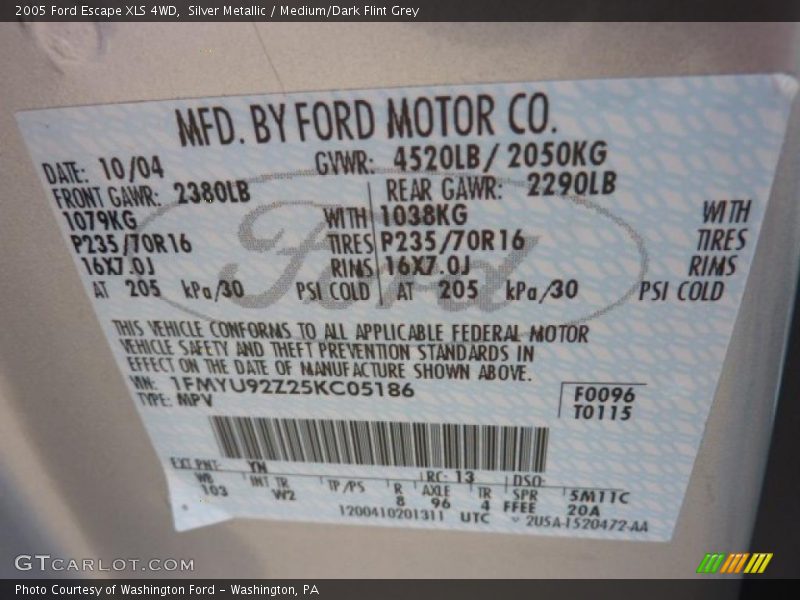 2005 Ford Escape XLS 4WD, Silver Metallic / Medium/Dark Flint Grey
MFD. BY FORD MOTOR CO.
DATE: 10/04 GVWR: 4520LB/ 2050KG
FRONT GAWR: 2380LB REAR GAWR: 2290LB
1079KG WITH 1038KG WITH
P235/70R16 TIRES P235/70R16 TIRES
16X7.0J RIMS 16X7.0J RIMS
AT 205 kPa/30 PSI COLD AT 205 kPa/30 PSI COLD
Ford
THIS VEHICLE CONFORMS TO ALL APPLICABLE FEDERAL MOTOR
VEHICLE SAFETY AND THEFT PREVENTION STANDARDS IN
EFFECT ON THE DATE OF MANUFACTURE SHOWN ABOVE.
VIN: 1FMYU92Z25KC05186 F0096
TYPE: MPV T0115
EXT PNT: YN RC: 13 DSO:
WB INT TR TP/PS R AXLE TR SPR 5M11C
103 W2 8 96 4 FFEE 20A
1200410201311 UTC 2U5A-1520472-AA
GTCARLOT.COM
Photo Courtesy of Washington Ford - Washington, PA